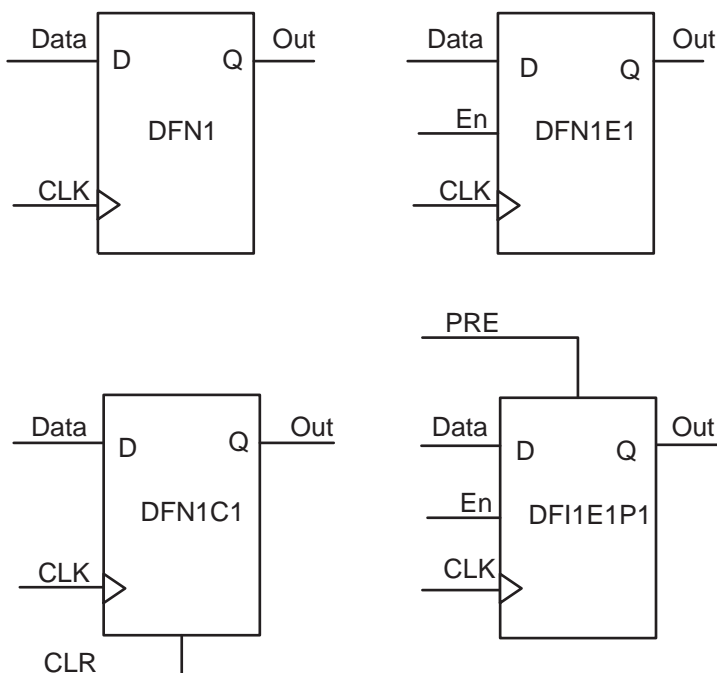 Data
Out
D
Q
DFN1
CLK
Data
Out
D
Q
En
DFN1E1
CLK
Data
Out
D
Q
DFN1C1
CLK
CLR
PRE
Data
Out
D
Q
En
DFI1E1P1
CLK